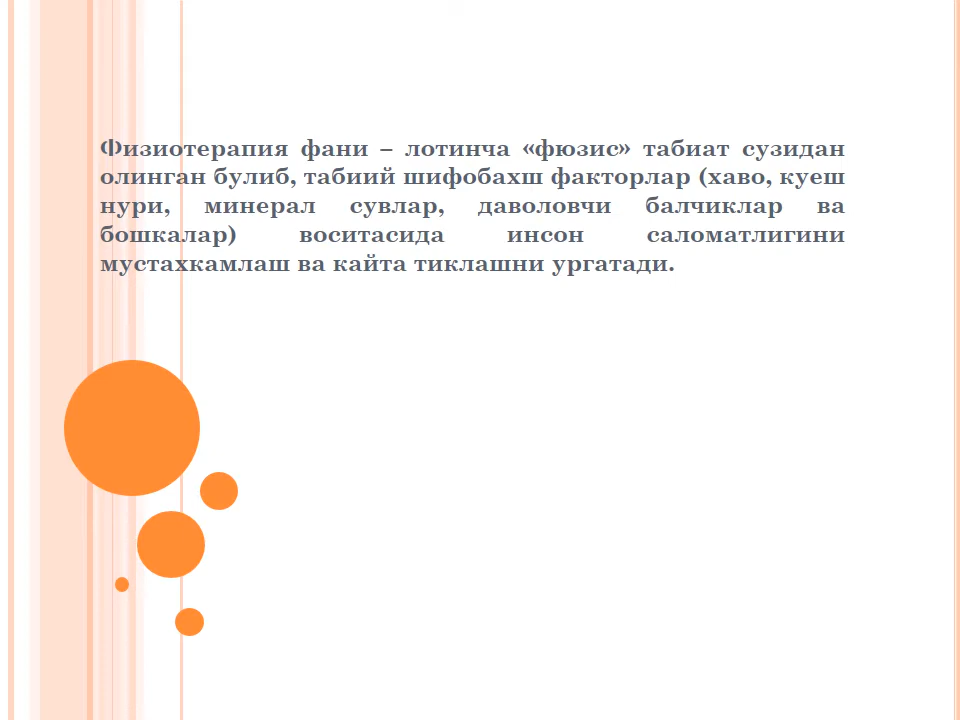 Физиотерапия фани – лотинча «фюзис» табиат сузидан
олинган булиб, табиий шифобахш факторлар (хаво, куеш
нури, минерал сувлар, даволовчи балчиклар ва
бошкалар) воситасида инсон саломатлигини
мустахкамлаш ва кайта тиклашни ургатади.